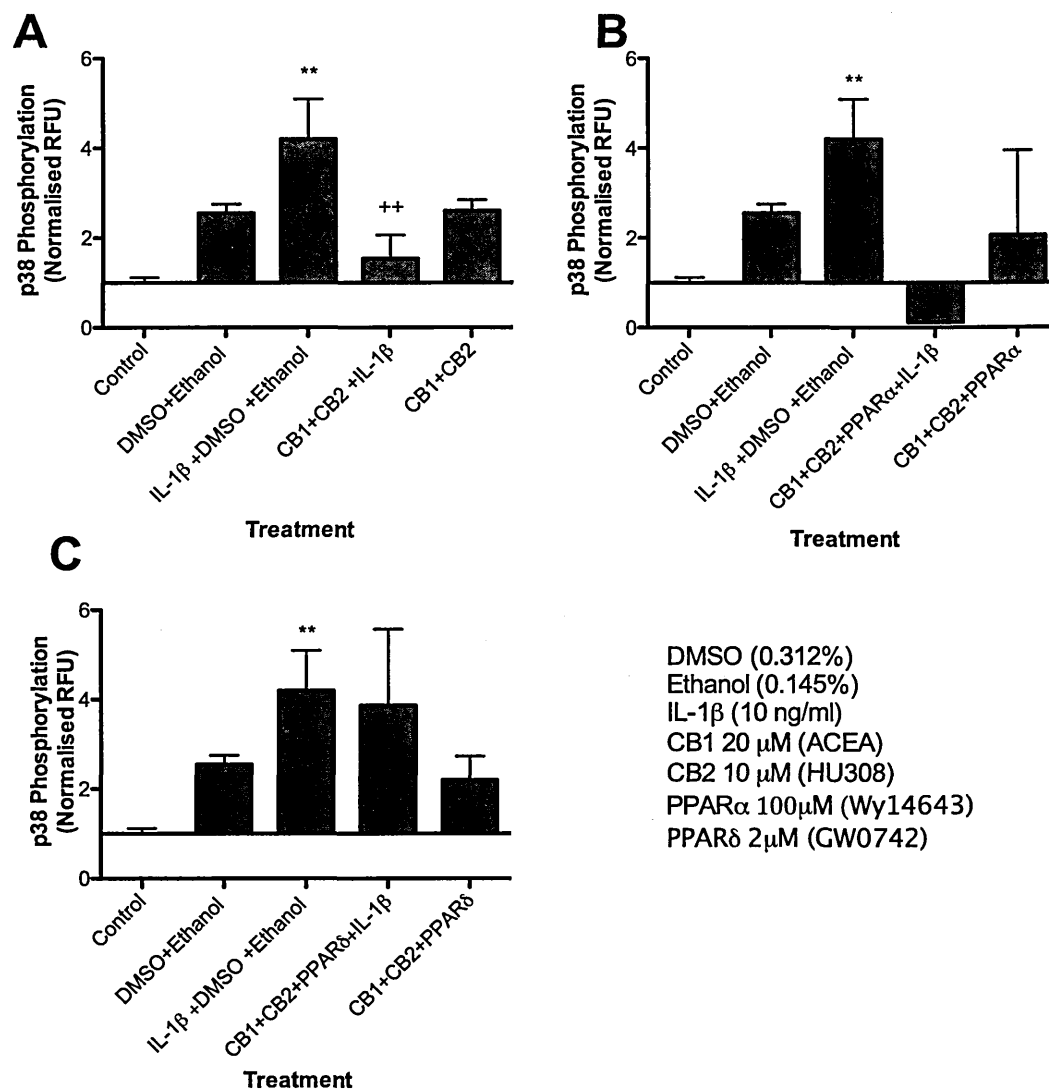 A
p38 Phosphorylation
(Normalised RFU)
6
4
2
0
**
++
Control
DMSO+Ethanol
IL-1β +DMSO +Ethanol
CB1+CB2 +IL-1β
CB1+CB2
Treatment
B
p38 Phosphorylation
(Normalised RFU)
6
4
2
0
**
Control
DMSO+Ethanol
IL-1β +DMSO +Ethanol
CB1+CB2+PPARα+IL-1β
CB1+CB2+PPARα
Treatment
C
p38 Phosphorylation
(Normalised RFU)
6
4
2
0
**
Control
DMSO+Ethanol
IL-1β +DMSO +Ethanol
CB1+CB2+PPARδ+IL-1β
CB1+CB2+PPARδ
Treatment
DMSO (0.312%)
Ethanol (0.145%)
IL-1β (10 ng/ml)
CB1 20 μM (ACEA)
CB2 10 μM (HU308)
PPARα 100μM (Wy14643)
PPARδ 2μM (GW0742)